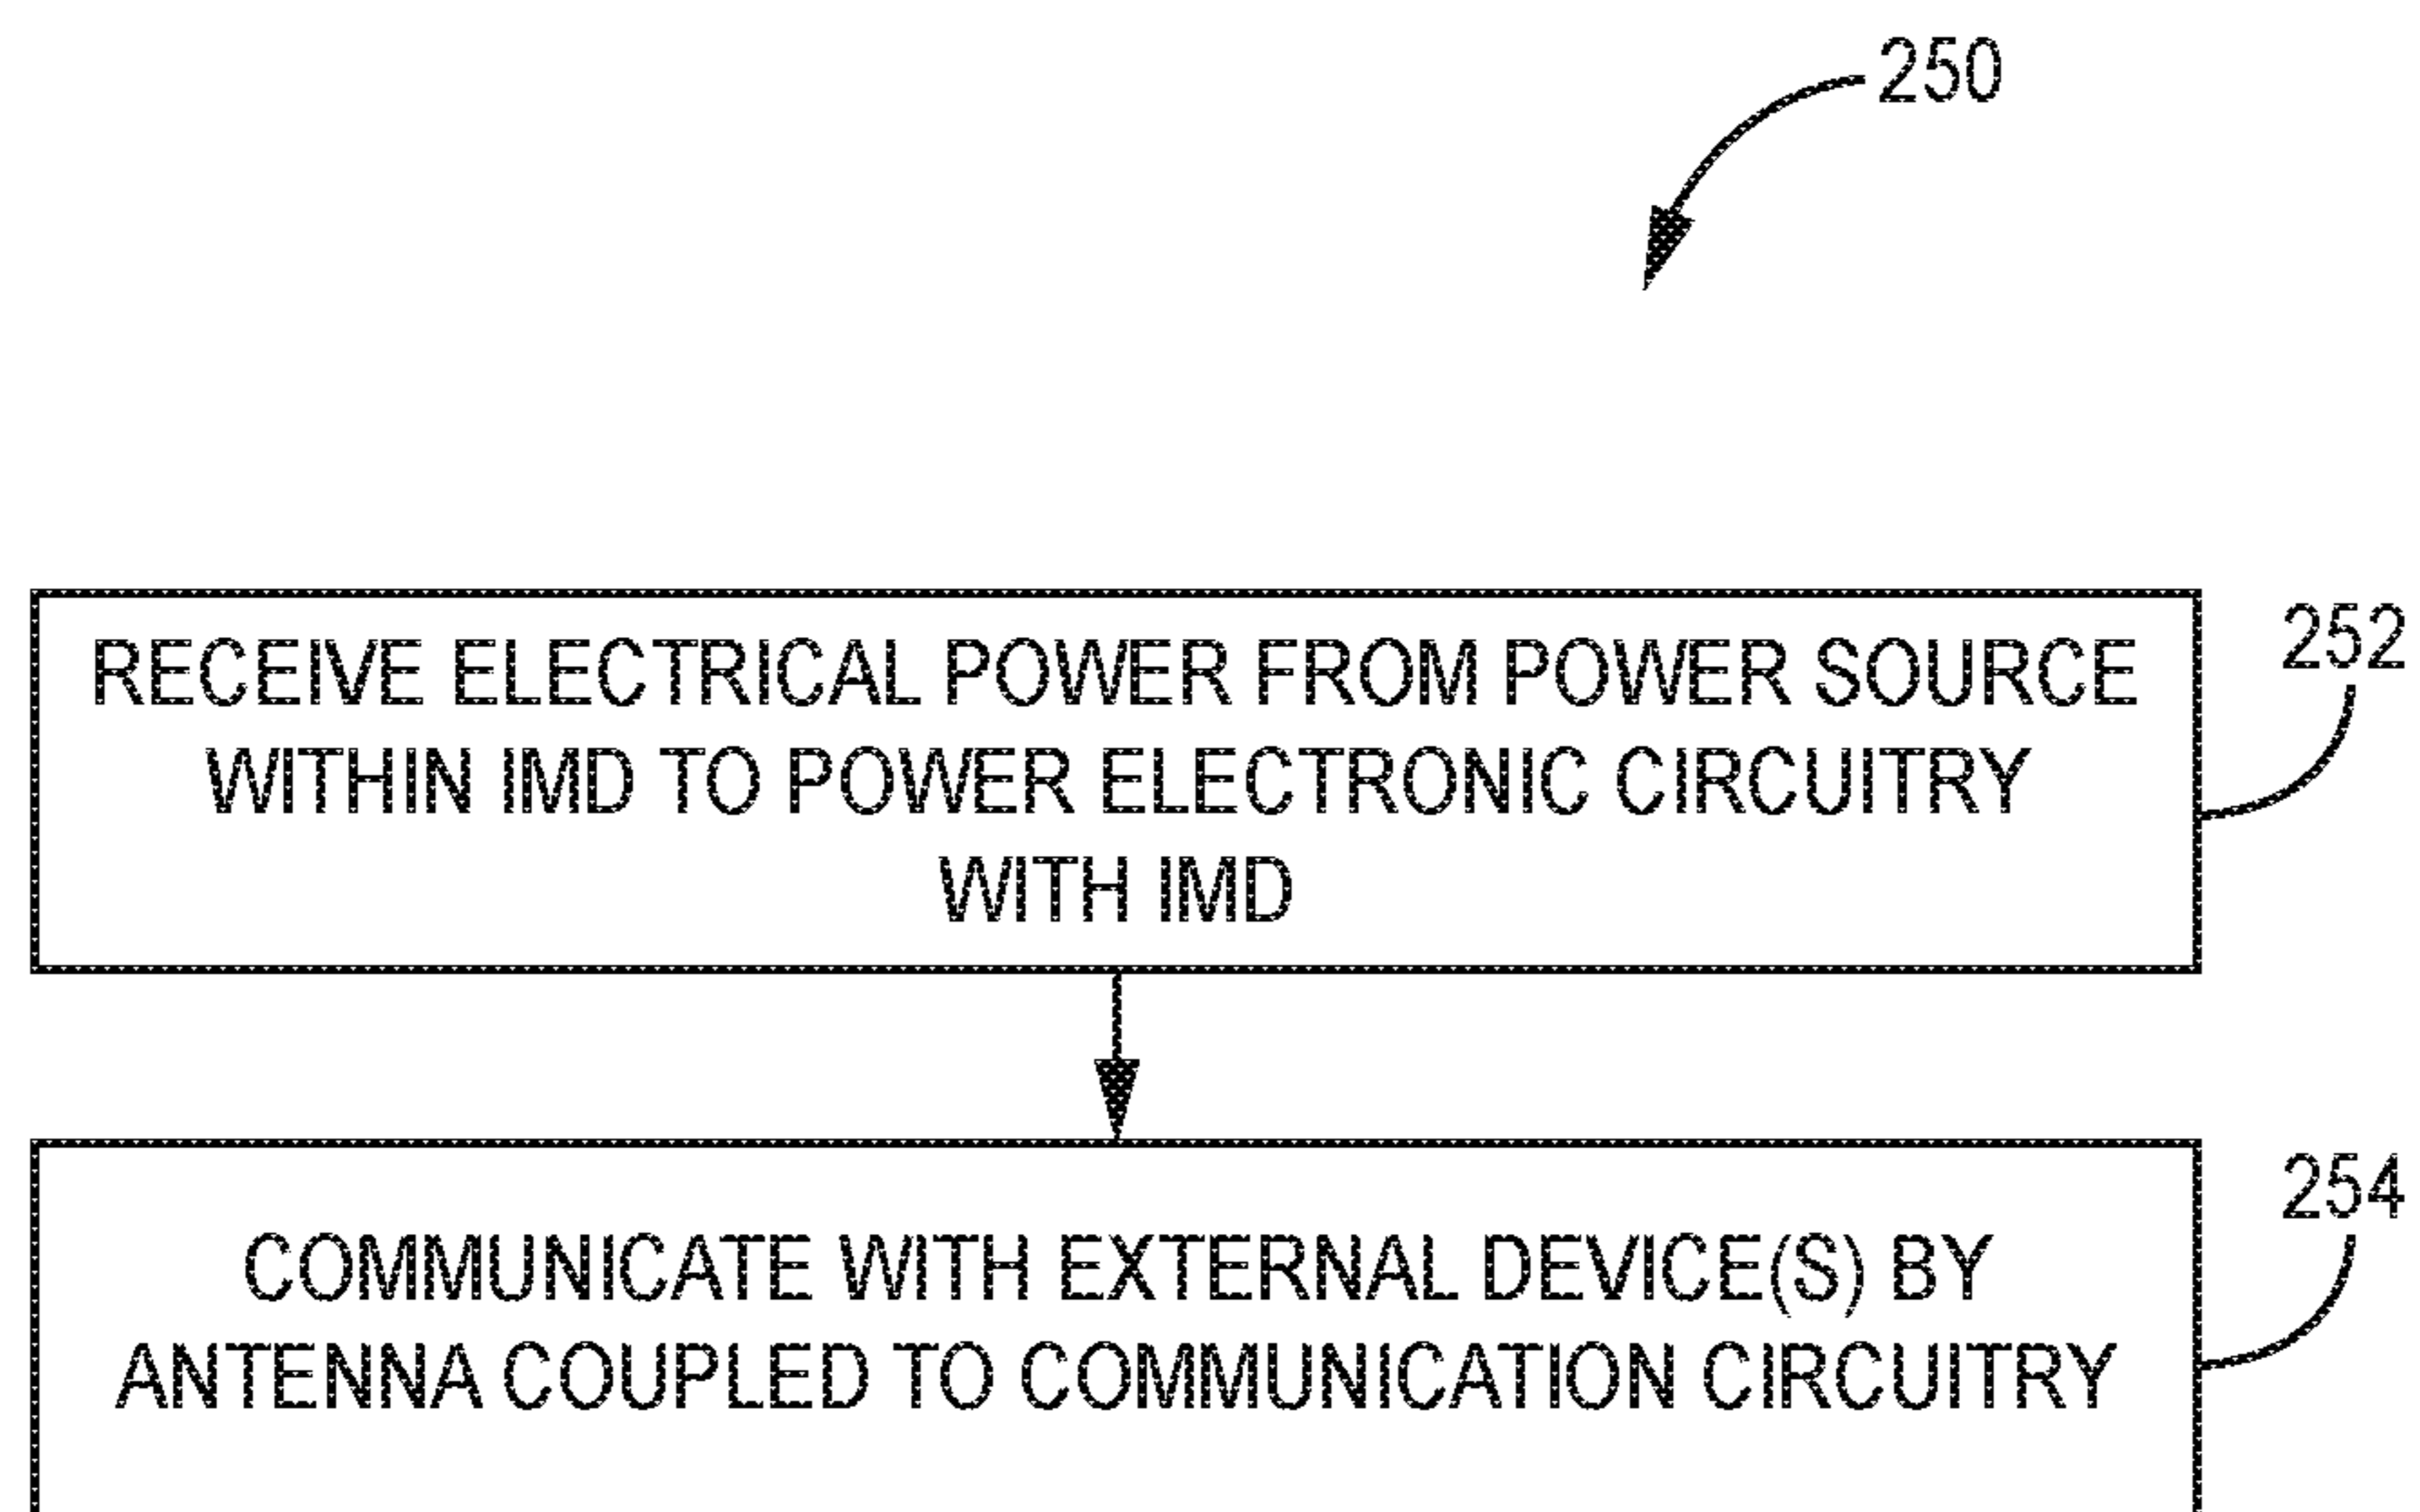 250
RECEIVE ELECTRICAL POWER FROM POWER SOURCE
WITHIN IMD TO POWER ELECTRONIC CIRCUITRY
WITH IMD
252
COMMUNICATE WITH EXTERNAL DEVICE(S) BY
ANTENNA COUPLED TO COMMUNICATION CIRCUITRY
254